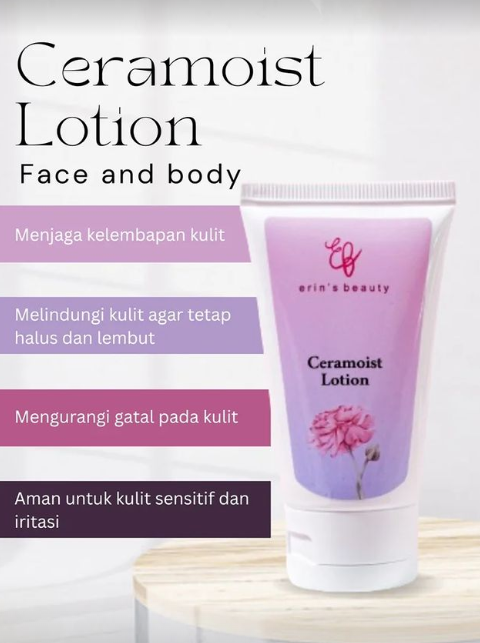 Ceramoist
Lotion
Face and body
Menjaga kelembapan kulit
Melindungi kulit agar tetap
halus dan lembut
Mengurangi gatal pada kulit
Aman untuk kulit sensitif dan
iritasi
EB
erin's beauty
Ceramoist
Lotion